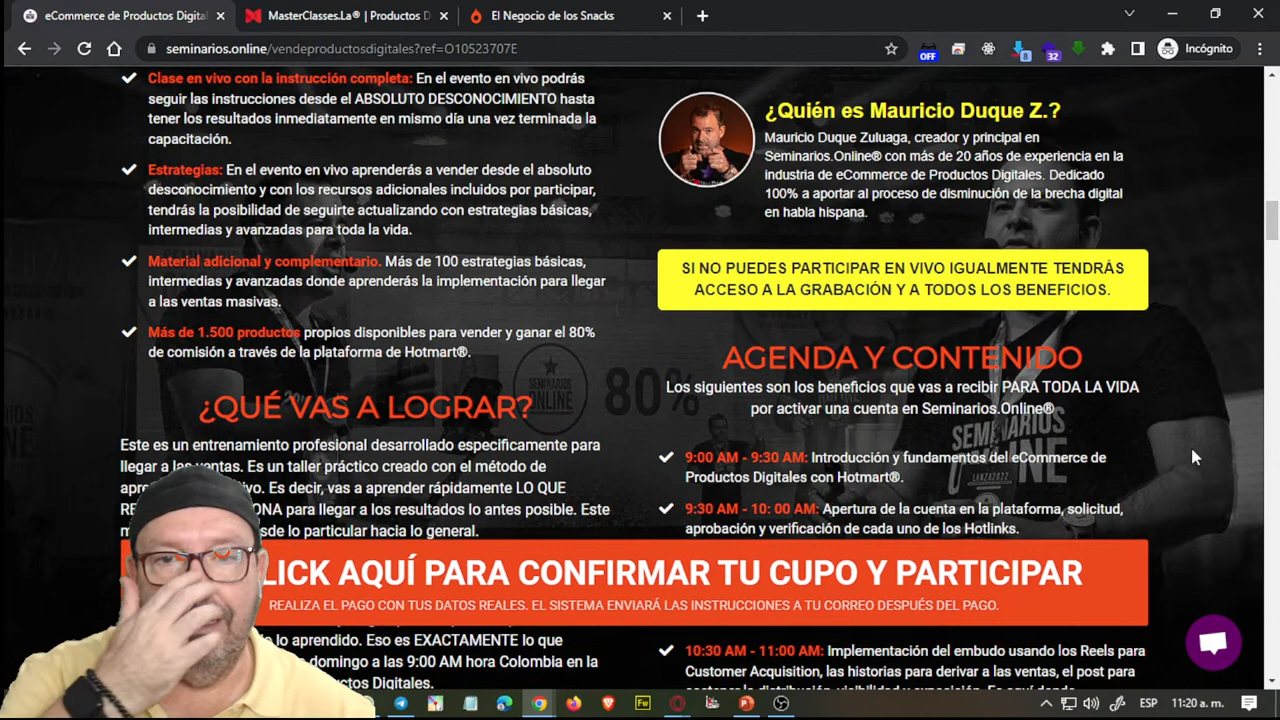 eCommerce de Productos Digital
MasterClasses.La® | Productos D
El Negocio de los Snacks
seminarios.online/vendeproductosdigitales?ref=O10523707E
OFF
8
32
Incógnito
Clase en vivo con la instrucción completa: En el evento en vivo podrás
seguir las instrucciones desde el ABSOLUTO DESCONOCIMIENTO hasta
tener los resultados inmediatamente en mismo día una vez terminada la
capacitación.
Estrategias: En el evento en vivo aprenderás a vender desde el absoluto
desconocimiento y con los recursos adicionales incluidos por participar,
tendrás la posibilidad de seguirte actualizando con estrategias básicas,
intermedias y avanzadas para toda la vida.
Material adicional y complementario. Más de 100 estrategias básicas,
intermedias y avanzadas donde aprenderás la implementación para llegar
a las ventas masivas.
Más de 1.500 productos propios disponibles para vender y ganar el 80%
de comisión a través de la plataforma de Hotmart®.
¿QUÉ VAS A LOGRAR?
Este es un entrenamiento profesional desarrollado especificamente para
llegar a las ventas. Es un taller práctico creado con el método de
ivo. Es decir, vas a aprender rápidamente LO QUE
ONA para llegar a los resultados lo antes posible. Este
sde lo particular hacia lo general.
¿Quién es Mauricio Duque Z.?
Mauricio Duque Zuluaga, creador y principal en
Seminarios.Online® con más de 20 años de experiencia en la
industria de eCommerce de Productos Digitales. Dedicado
100% a aportar al proceso de disminución de la brecha digital
en habla hispana.
SI NO PUEDES PARTICIPAR EN VIVO IGUALMENTE TENDRÁS
ACCESO A LA GRABACIÓN Y A TODOS LOS BENEFICIOS.
AGENDA Y CONTENIDO
Los siguientes son los beneficios que vas a recibir PARA TODA LA VIDA
por activar una cuenta en Seminarios.Online®
9:00 AM - 9:30 AM: Introducción y fundamentos del eCommerce de
Productos Digitales con Hotmart®.
9:30 AM - 10: 00 AM: Apertura de la cuenta en la plataforma, solicitud,
aprobación y verificación de cada uno de los Hotlinks.
SEMINARIOS
ONLINE
80%
SEMINARIOS
ONLINE
LANZA2022
LICK AQUÍ PARA CONFIRMAR TU CUPO Y PARTICIPAR
REALIZA EL PAGO CON TUS DATOS REALES. EL SISTEMA ENVIARÁ LAS INSTRUCCIONES A TU CORREO DESPUÉS DEL PAGO.
lo aprendido. Eso es EXACTAMENTE lo que
domingo a las 9:00 AM hora Colombia en la
ductos Digitales.
10:30 AM - 11:00 AM: Implementación del embudo usando los Reels para
Customer Acquisition, las historias para derivar a las ventas, el post para
Fw
ESP
11:20 a. m.